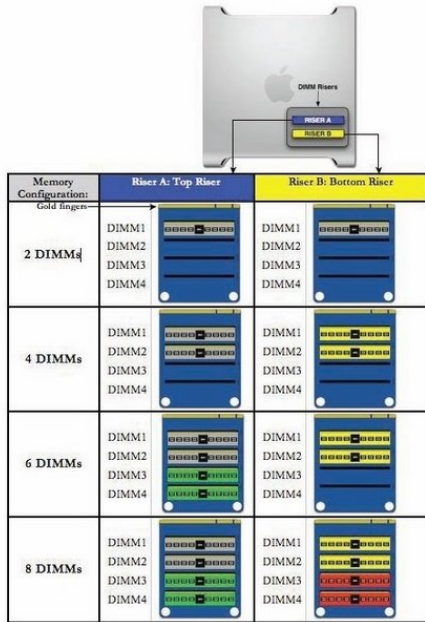 DIMM Risers
RISER A
RISER B
Memory Configuration:
Riser A: Top Riser
Riser B: Bottom Riser
Gold fingers
2 DIMMs
DIMM1
DIMM2
DIMM3
DIMM4
DIMM1
DIMM2
DIMM3
DIMM4
4 DIMMs
DIMM1
DIMM2
DIMM3
DIMM4
DIMM1
DIMM2
DIMM3
DIMM4
6 DIMMs
DIMM1
DIMM2
DIMM3
DIMM4
DIMM1
DIMM2
DIMM3
DIMM4
8 DIMMs
DIMM1
DIMM2
DIMM3
DIMM4
DIMM1
DIMM2
DIMM3
DIMM4